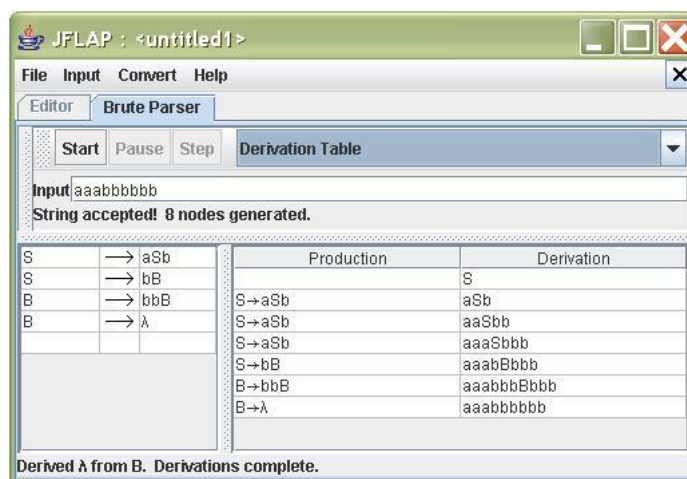 JFLAP : <untitled1>
File Input Convert Help
Editor Brute Parser
Start Pause Step Derivation Table
Input aaabbbbbb
String accepted! 8 nodes generated.
Production Derivation
S → aSb
S → bB
B → bbB
B → λ
S
S→aSb aSb
S→aSb aaSbb
S→aSb aaaSbbb
S→bB aaabBbbb
B→bbB aaabbbBbbb
B→λ aaabbbbbb
Derived λ from B. Derivations complete.